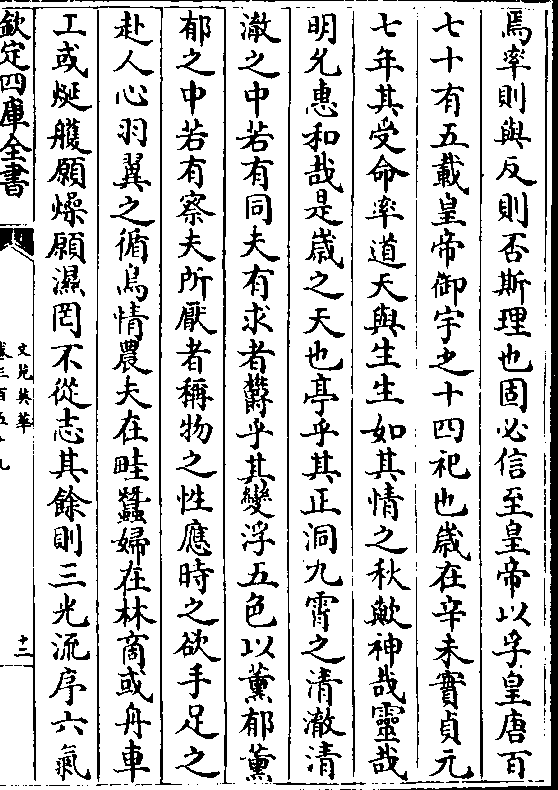 焉率則與反則否斯理也固必信至皇帝以孚皇唐百
七十有五載皇帝御宇之十四祀也歲在辛未實貞元
七年其受命率道天與生生如其情之秋歟神哉靈哉
明允惠和哉是歲之天也亭乎其正洞九霄之清澈清
澈之中若有同夫有求者欝乎其變浮五色以薰郁薰
郁之中若有察夫所厭者稱物之性應時之欲手足之
赴人心羽翼之循鳥情農夫在畦蠶婦在林商或舟車
工或烻艧願燥願濕罔不從志其餘則三光流序六氣
欽定四庫全書
文苑英華
卷三百五十九
十二